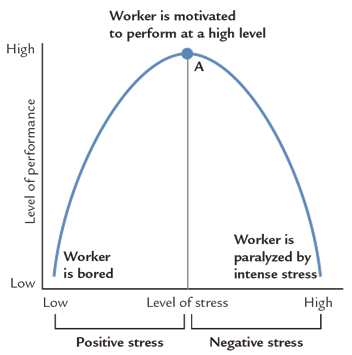 Worker is motivated
to perform at a high level
High
A
Level of performance
Worker
is bored
Worker is
paralyzed by
intense stress
Low
Low
Level of stress
High
Positive stress
Negative stress